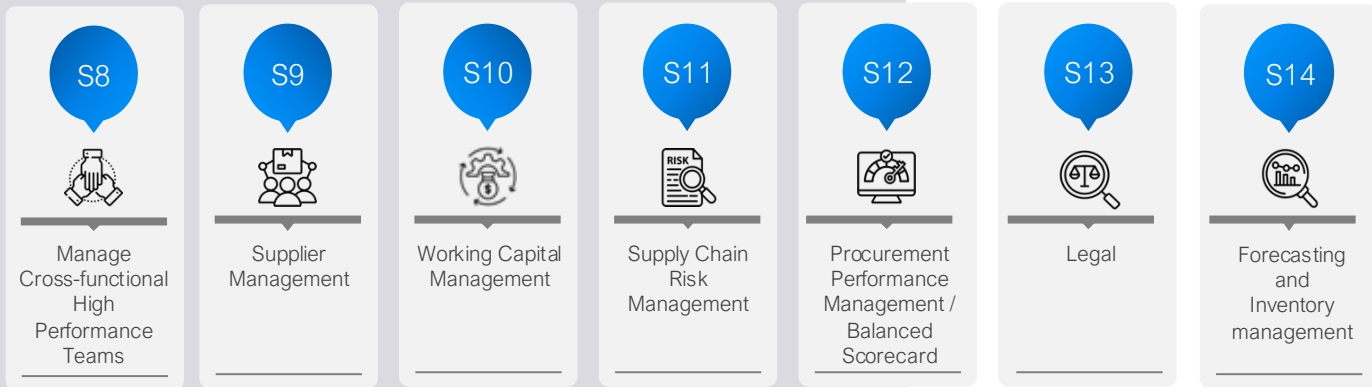 S8
S9
S10
S11
S12
S13
S14
RISK
Manage
Cross-functional
High
Performance
Teams
Supplier
Management
Working Capital
Management
Supply Chain
Risk
Management
Procurement
Performance
Management /
Balanced
Scorecard
Legal
Forecasting
and
Inventory
management